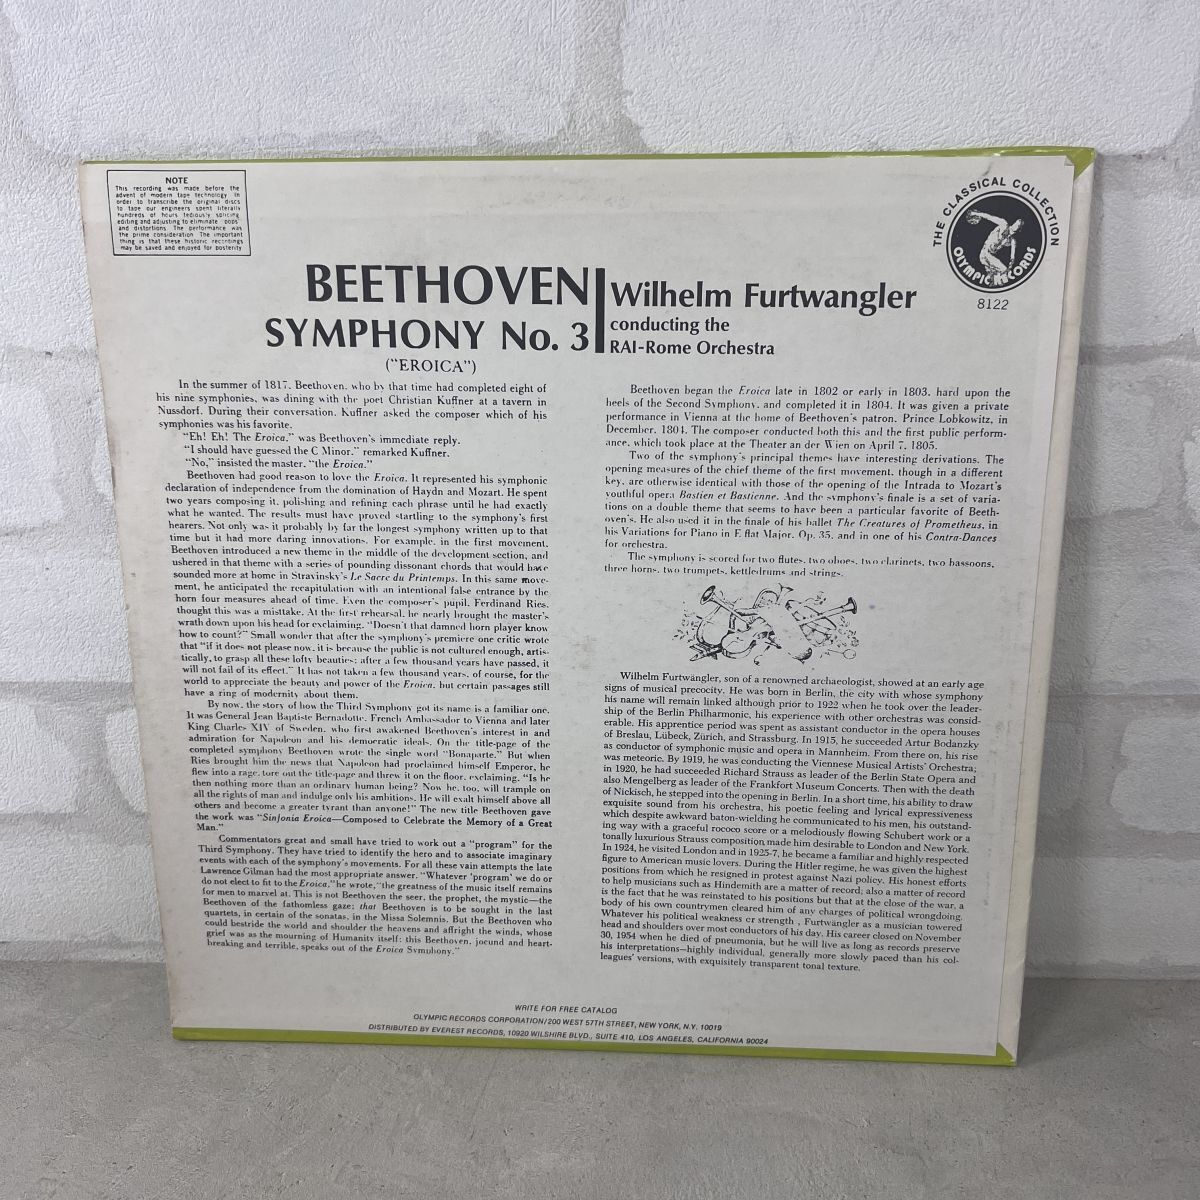 NOTE
This recording was made before the
advent of modern tape technology. In
order to transcribe the original discs
to tape our engineers spent literally
hundreds of hours tediously splicing
editing and adjusting to eliminate "pops"
and distortions. The performance was
the prime consideration. The important
thing is that these historic recordings
may be saved and enjoyed for posterity
THE CLASSICAL COLLECTION
OLYMPIC RECORDS
8122
BEETHOVEN
SYMPHONY No. 3
("EROICA")
Wilhelm Furtwangler
conducting the
RAI-Rome Orchestra
In the summer of 1817, Beethoven, who by that time had completed eight of
his nine symphonies, was dining with the poet Christian Kuffner at a tavern in
Nussdorf. During their conversation, Kuffner asked the composer which of his
symphonies was his favorite.
"Eh! Eh! The Eroica," was Beethoven's immediate reply.
"I should have guessed the C Minor," remarked Kuffner.
"No," insisted the master, "the Eroica."
Beethoven had good reason to love the Eroica. It represented his symphonic
declaration of independence from the domination of Haydn and Mozart. He spent
two years composing it, polishing and refining each phrase until he had exactly
what he wanted. The results must have proved startling to the symphony's first
hearers. Not only was it probably by far the longest symphony written up to that
time but it had more daring innovations. For example, in the first movement,
Beethoven introduced a new theme in the middle of the development section, and
ushered in that theme with a series of pounding dissonant chords that would have
sounded more at home in Stravinsky's Le Sacre du Printemps. In this same move-
ment, he anticipated the recapitulation with an intentional false entrance by the
horn four measures ahead of time. Even the composer's pupil, Ferdinand Ries,
thought this was a misttake. At the first rehearsal, he nearly brought the master's
wrath down upon his head for exclaiming, "Doesn't that damned horn player know
how to count?" Small wonder that after the symphony's premiere one critic wrote
that "if it does not please now, it is because the public is not cultured enough, artis-
tically, to grasp all these lofty beauties; after a few thousand years have passed, it
will not fail of its effect." It has not taken a few thousand years, of course, for the
world to appreciate the beauty and power of the Eroica, but certain passages still
have a ring of modernity about them.
By now, the story of how the Third Symphony got its name is a familiar one.
It was General Jean Baptiste Bernadotte, French Ambassador to Vienna and later
King Charles XIV of Sweden, who first awakened Beethoven's interest in and
admiration for Napoleon and his democratic ideals. On the title-page of the
completed symphony Beethoven wrote the single word "Bonaparte." But when
Ries brought him the news that Napoleon had proclaimed himself Emperor, he
flew into a rage, tore out the title-page and threw it on the floor, exclaiming, "Is he
then nothing more than an ordinary human being? Now he, too, will trample on
all the rights of man and indulge only his ambitions. He will exalt himself above all
others and become a greater tyrant than anyone!" The new title Beethoven gave
the work was "Sinfonia Eroica—Composed to Celebrate the Memory of a Great
Man."
Commentators great and small have tried to work out a "program" for the
Third Symphony. They have tried to identify the hero and to associate imaginary
events with each of the symphony's movements. For all these vain attempts the late
Lawrence Gilman had the most appropriate answer. "Whatever 'program' we do or
do not elect to fit to the Eroica," he wrote, "the greatness of the music itself remains
for men to marvel at. This is not Beethoven the seer, the prophet, the mystic—the
Beethoven of the fathomless gaze; that Beethoven is to be sought in the last
quartets, in certain of the sonatas, in the Missa Solemnis. But the Beethoven who
could bestride the world and shoulder the heavens and affright the winds, whose
grief was as the mourning of Humanity itself; this Beethoven, jocund and heart-
breaking and terrible, speaks out of the Eroica Symphony."
Beethoven began the Eroica late in 1802 or early in 1803, hard upon the
heels of the Second Symphony, and completed it in 1804. It was given a private
performance in Vienna at the home of Beethoven's patron, Prince Lobkowitz, in
December, 1804. The composer conducted both this and the first public perform-
ance, which took place at the Theater an der Wien on April 7, 1805.
Two of the symphony's principal themes have interesting derivations. The
opening measures of the chief theme of the first movement, though in a different
key, are otherwise identical with those of the opening of the Intrada to Mozart's
youthful opera Bastien et Bastienne. And the symphony's finale is a set of varia-
tions on a double theme that seems to have been a particular favorite of Beeth-
oven's. He also used it in the finale of his ballet The Creatures of Prometheus, in
his Variations for Piano in E flat Major, Op. 35, and in one of his Contra-Dances
for orchestra.
The symphony is scored for two flutes, two oboes, two clarinets, two bassoons,
three horns, two trumpets, kettledrums and strings.
Wilhelm Furtwängler, son of a renowned archaeologist, showed at an early age
signs of musical precocity. He was born in Berlin, the city with whose symphony
his name will remain linked although prior to 1922 when he took over the leader-
ship of the Berlin Philharmonic, his experience with other orchestras was consid-
erable. His apprentice period was spent as assistant conductor in the opera houses
of Breslau, Lübeck, Zürich, and Strassburg. In 1915, he succeeded Artur Bodanzky
as conductor of symphonic music and opera in Mannheim. From there on, his rise
was meteoric. By 1919, he was conducting the Viennese Musical Artists' Orchestra;
in 1920, he had succeeded Richard Strauss as leader of the Berlin State Opera and
also Mengelberg as leader of the Frankfort Museum Concerts. Then with the death
of Nickisch, he stepped into the opening in Berlin. In a short time, his ability to draw
exquisite sound from his orchestra, his poetic feeling and lyrical expressiveness
which despite awkward baton-wielding he communicated to his men, his outstand-
ing way with a graceful rococo score or a melodiously flowing Schubert work or a
tonally luxurious Strauss composition, made him desirable to London and New York.
In 1924, he visited London and in 1925-7, he became a familiar and highly-respected
figure to American music lovers. During the Hitler regime, he was given the highest
positions from which he resigned in protest against Nazi policy. His honest efforts
to help musicians such as Hindemith are a matter of record; also a matter of record
is the fact that he was reinstated to his positions but that at the close of the war, a
body of his own countrymen cleared him of any charges of political wrongdoing.
Whatever his political weakness or strength, Furtwängler as a musician towered
head and shoulders over most conductors of his day. His career closed on November
30, 1954 when he died of pneumonia, but he will live as long as records preserve
his interpretations—highly individual, generally more slowly paced than his col-
leagues' versions, with exquisitely transparent tonal texture.
WRITE FOR FREE CATALOG
OLYMPIC RECORDS CORPORATION/200 WEST 57TH STREET, NEW YORK, N.Y. 10019
DISTRIBUTED BY EVEREST RECORDS, 10920 WILSHIRE BLVD., SUITE 410, LOS ANGELES, CALIFORNIA 90024